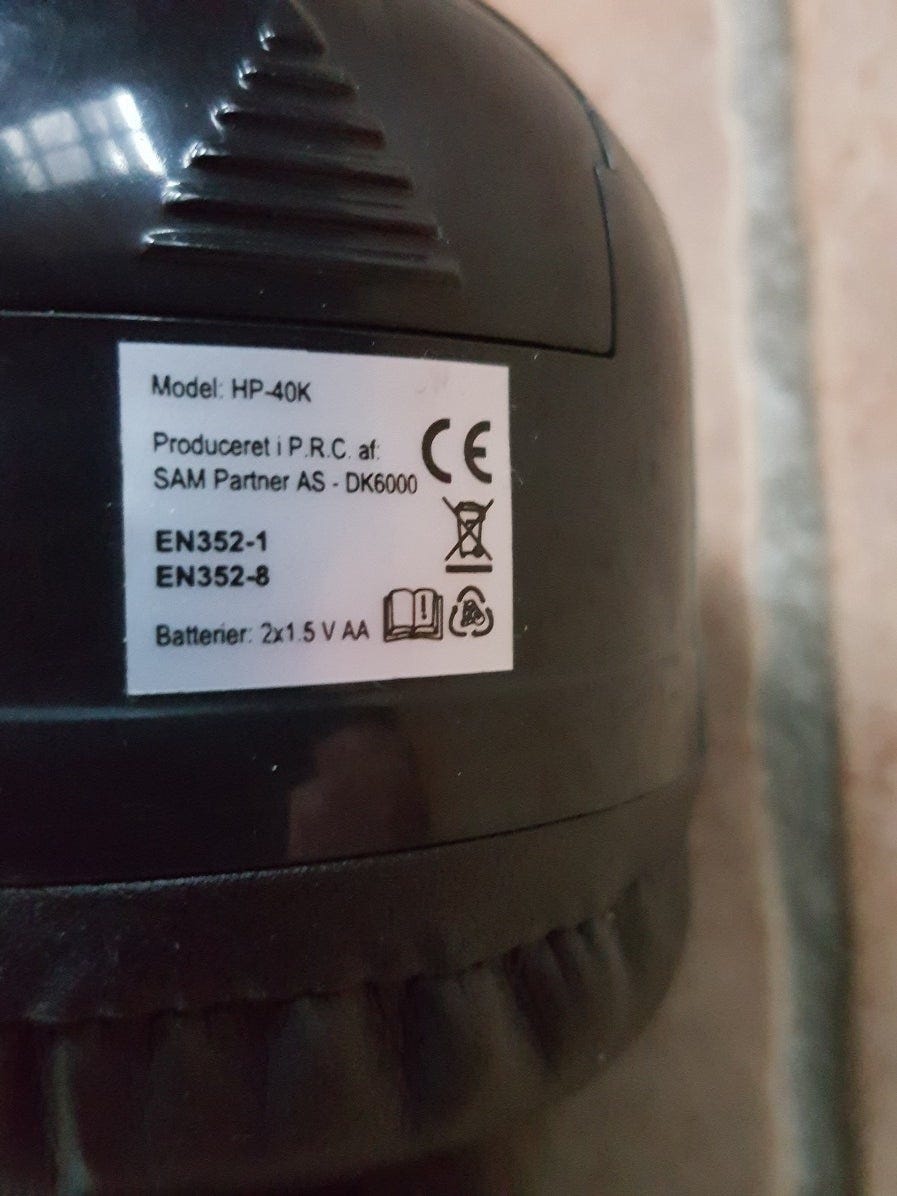 Model: HP-40K
Produceret i P.R.C. af:
SAM Partner AS - DK6000
CE
EN352-1
EN352-8
Batterier: 2x1.5 V AA